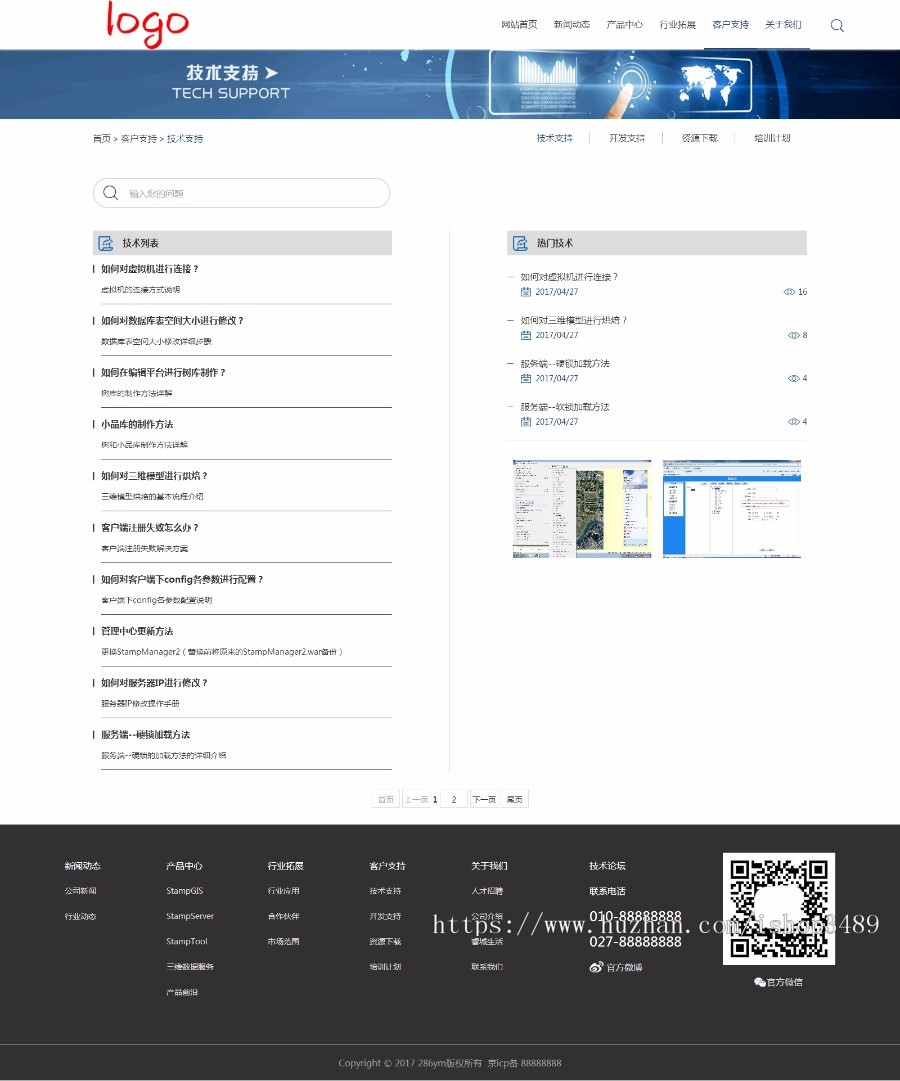 logo
网站首页 新闻动态 产品中心 行业拓展 客户支持 关于我们
技术支持
TECH SUPPORT
首页 > 客户支持 > 技术支持
技术支持 开发支持 资源下载 培训计划
输入您的问题
技术列表
如何对虚拟机进行连接？
虚拟机的连接方式说明
如何对数据库表空间大小进行修改？
数据库表空间大小修改详细步骤
如何在编辑平台进行树库制作？
树库的制作方法详解
小品库的制作方法
树和小品库制作方法详解
如何对三维模型进行烘焙？
三维模型烘焙的基本流程介绍
客户端注册失败怎么办？
客户端注册失败解决方案
如何对客户端下config各参数进行配置？
客户端下config各参数配置说明
管理中心更新方法
更换StampManager2（替换前将原来的StampManager2.war备份）
如何对服务器IP进行修改？
服务器IP修改操作手册
服务端--硬锁加载方法
服务端--硬锁的加载方法的详细介绍
热门技术
如何对虚拟机进行连接？
2017/04/27 16
如何对三维模型进行烘焙？
2017/04/27 8
服务端--硬锁加载方法
2017/04/27 4
服务端--软锁加载方法
2017/04/27 4
首页 上一页 1 2 下一页 尾页
新闻动态 产品中心 行业拓展 客户支持 关于我们 技术论坛
公司新闻 StampGIS 行业应用 技术支持 人才招聘 联系电话
行业动态 StampServer 合作伙伴 开发支持 公司介绍 010-88888888
StampTool 市场范围 资源下载 睿城生活 027-88888888
三维数据服务 培训计划 联系我们 官方微博
产品前沿
官方微信
https://www.huzhan.com/ishop3489
Copyright © 2017 286ym版权所有 京icp备 88888888